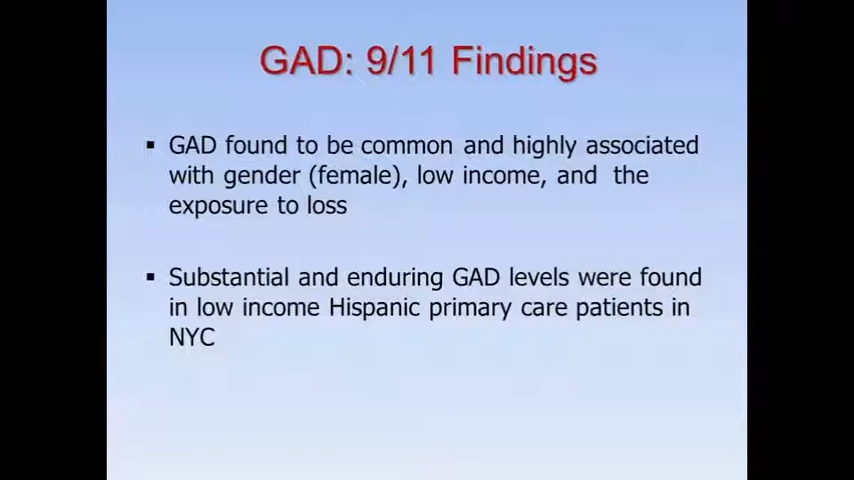 GAD: 9/11 Findings
▪ GAD found to be common and highly associated
with gender (female), low income, and the
exposure to loss
▪ Substantial and enduring GAD levels were found
in low income Hispanic primary care patients in
NYC